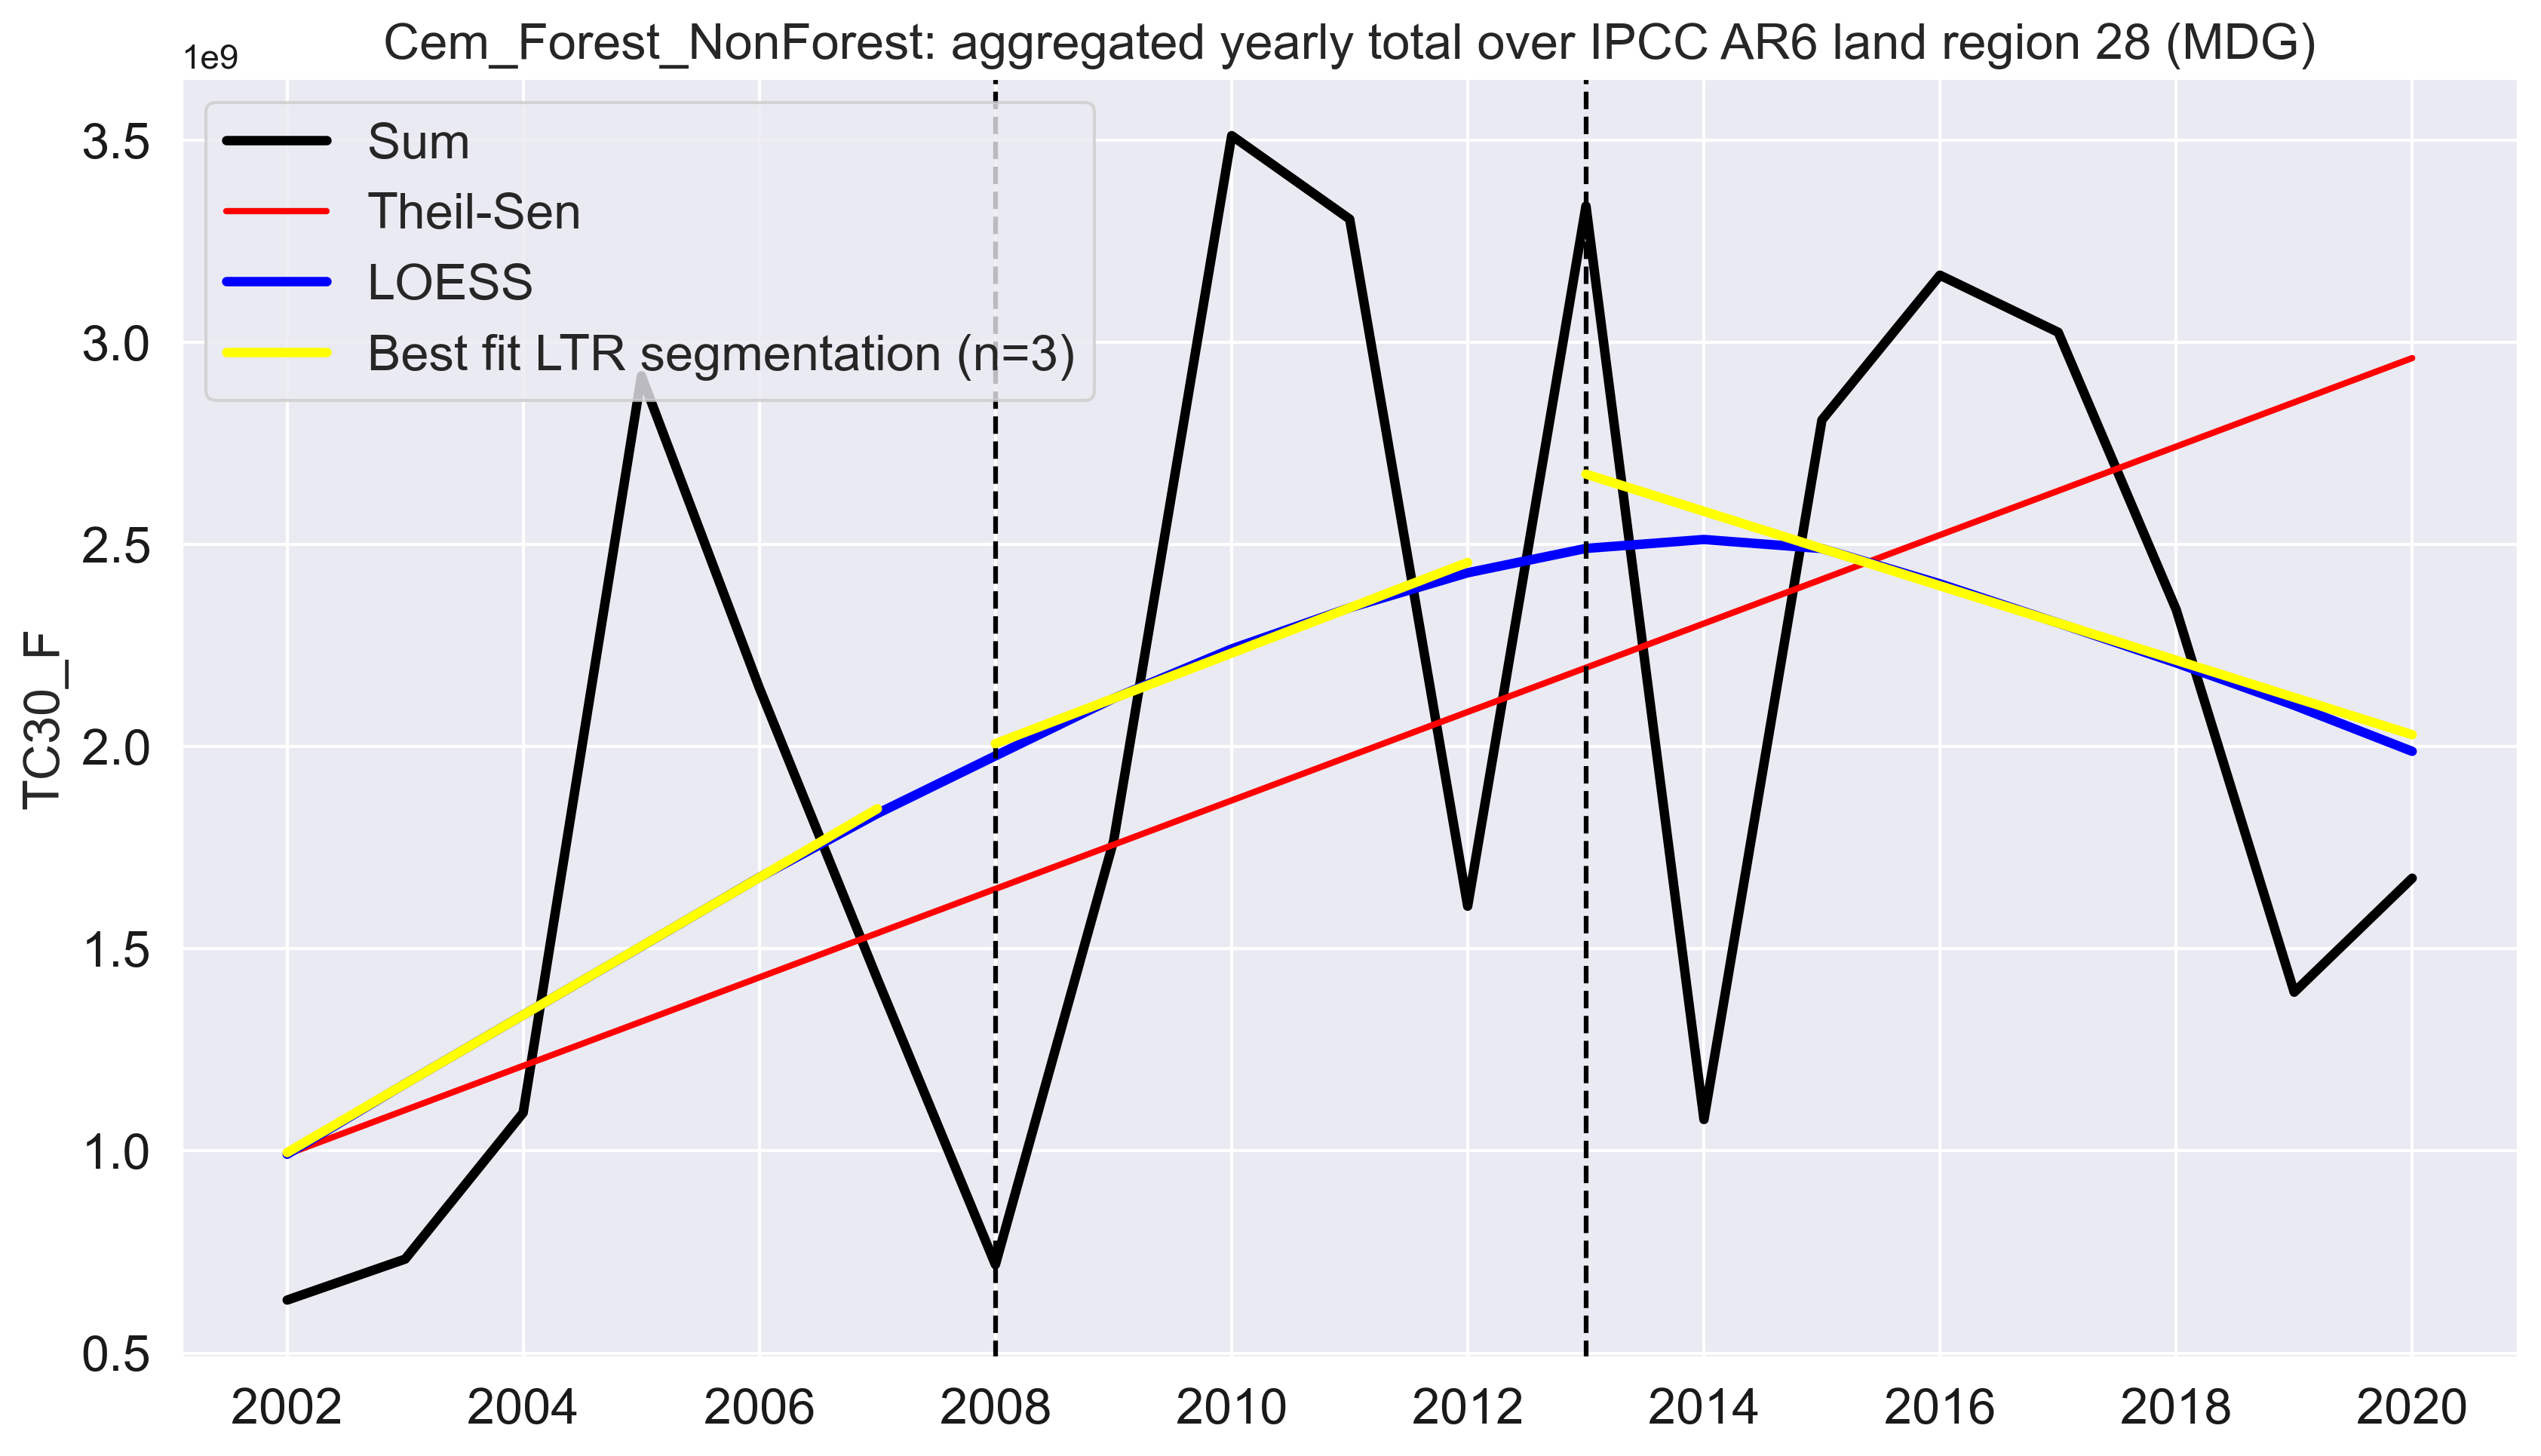 Cem_Forest_NonForest: aggregated yearly total over IPCC AR6 land region 28 (MDG)
1e9
Sum
Theil-Sen
LOESS
Best fit LTR segmentation (n=3)
3.5
3.0
2.5
2.0
1.5
1.0
0.5
TC30_F
2002 2004 2006 2008 2010 2012 2014 2016 2018 2020